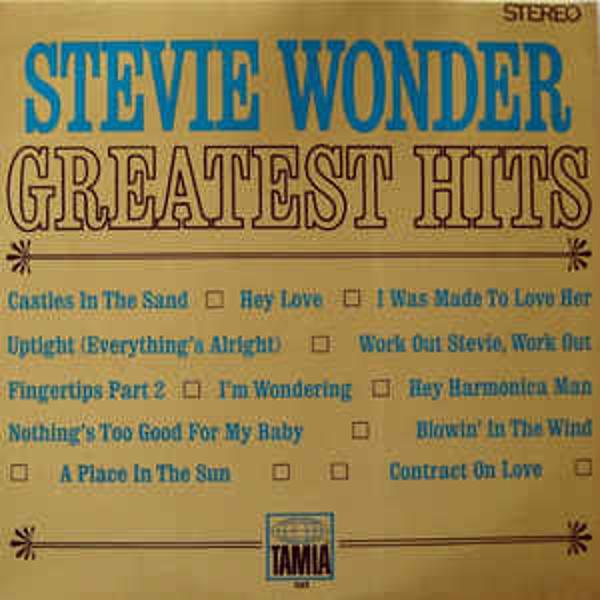 STEREO
STEVIE WONDER
GREATEST HITS
Castles In The Sand □ Hey Love □ I Was Made To Love Her
Uptight (Everything's Alright) □ Work Out Stevie, Work Out
Fingertips Part 2 □ I'm Wondering □ Hey Harmonica Man
Nothing's Too Good For My Baby □ Blowin' In The Wind
□ A Place In The Sun □ □ Contract On Love □
TAMLA